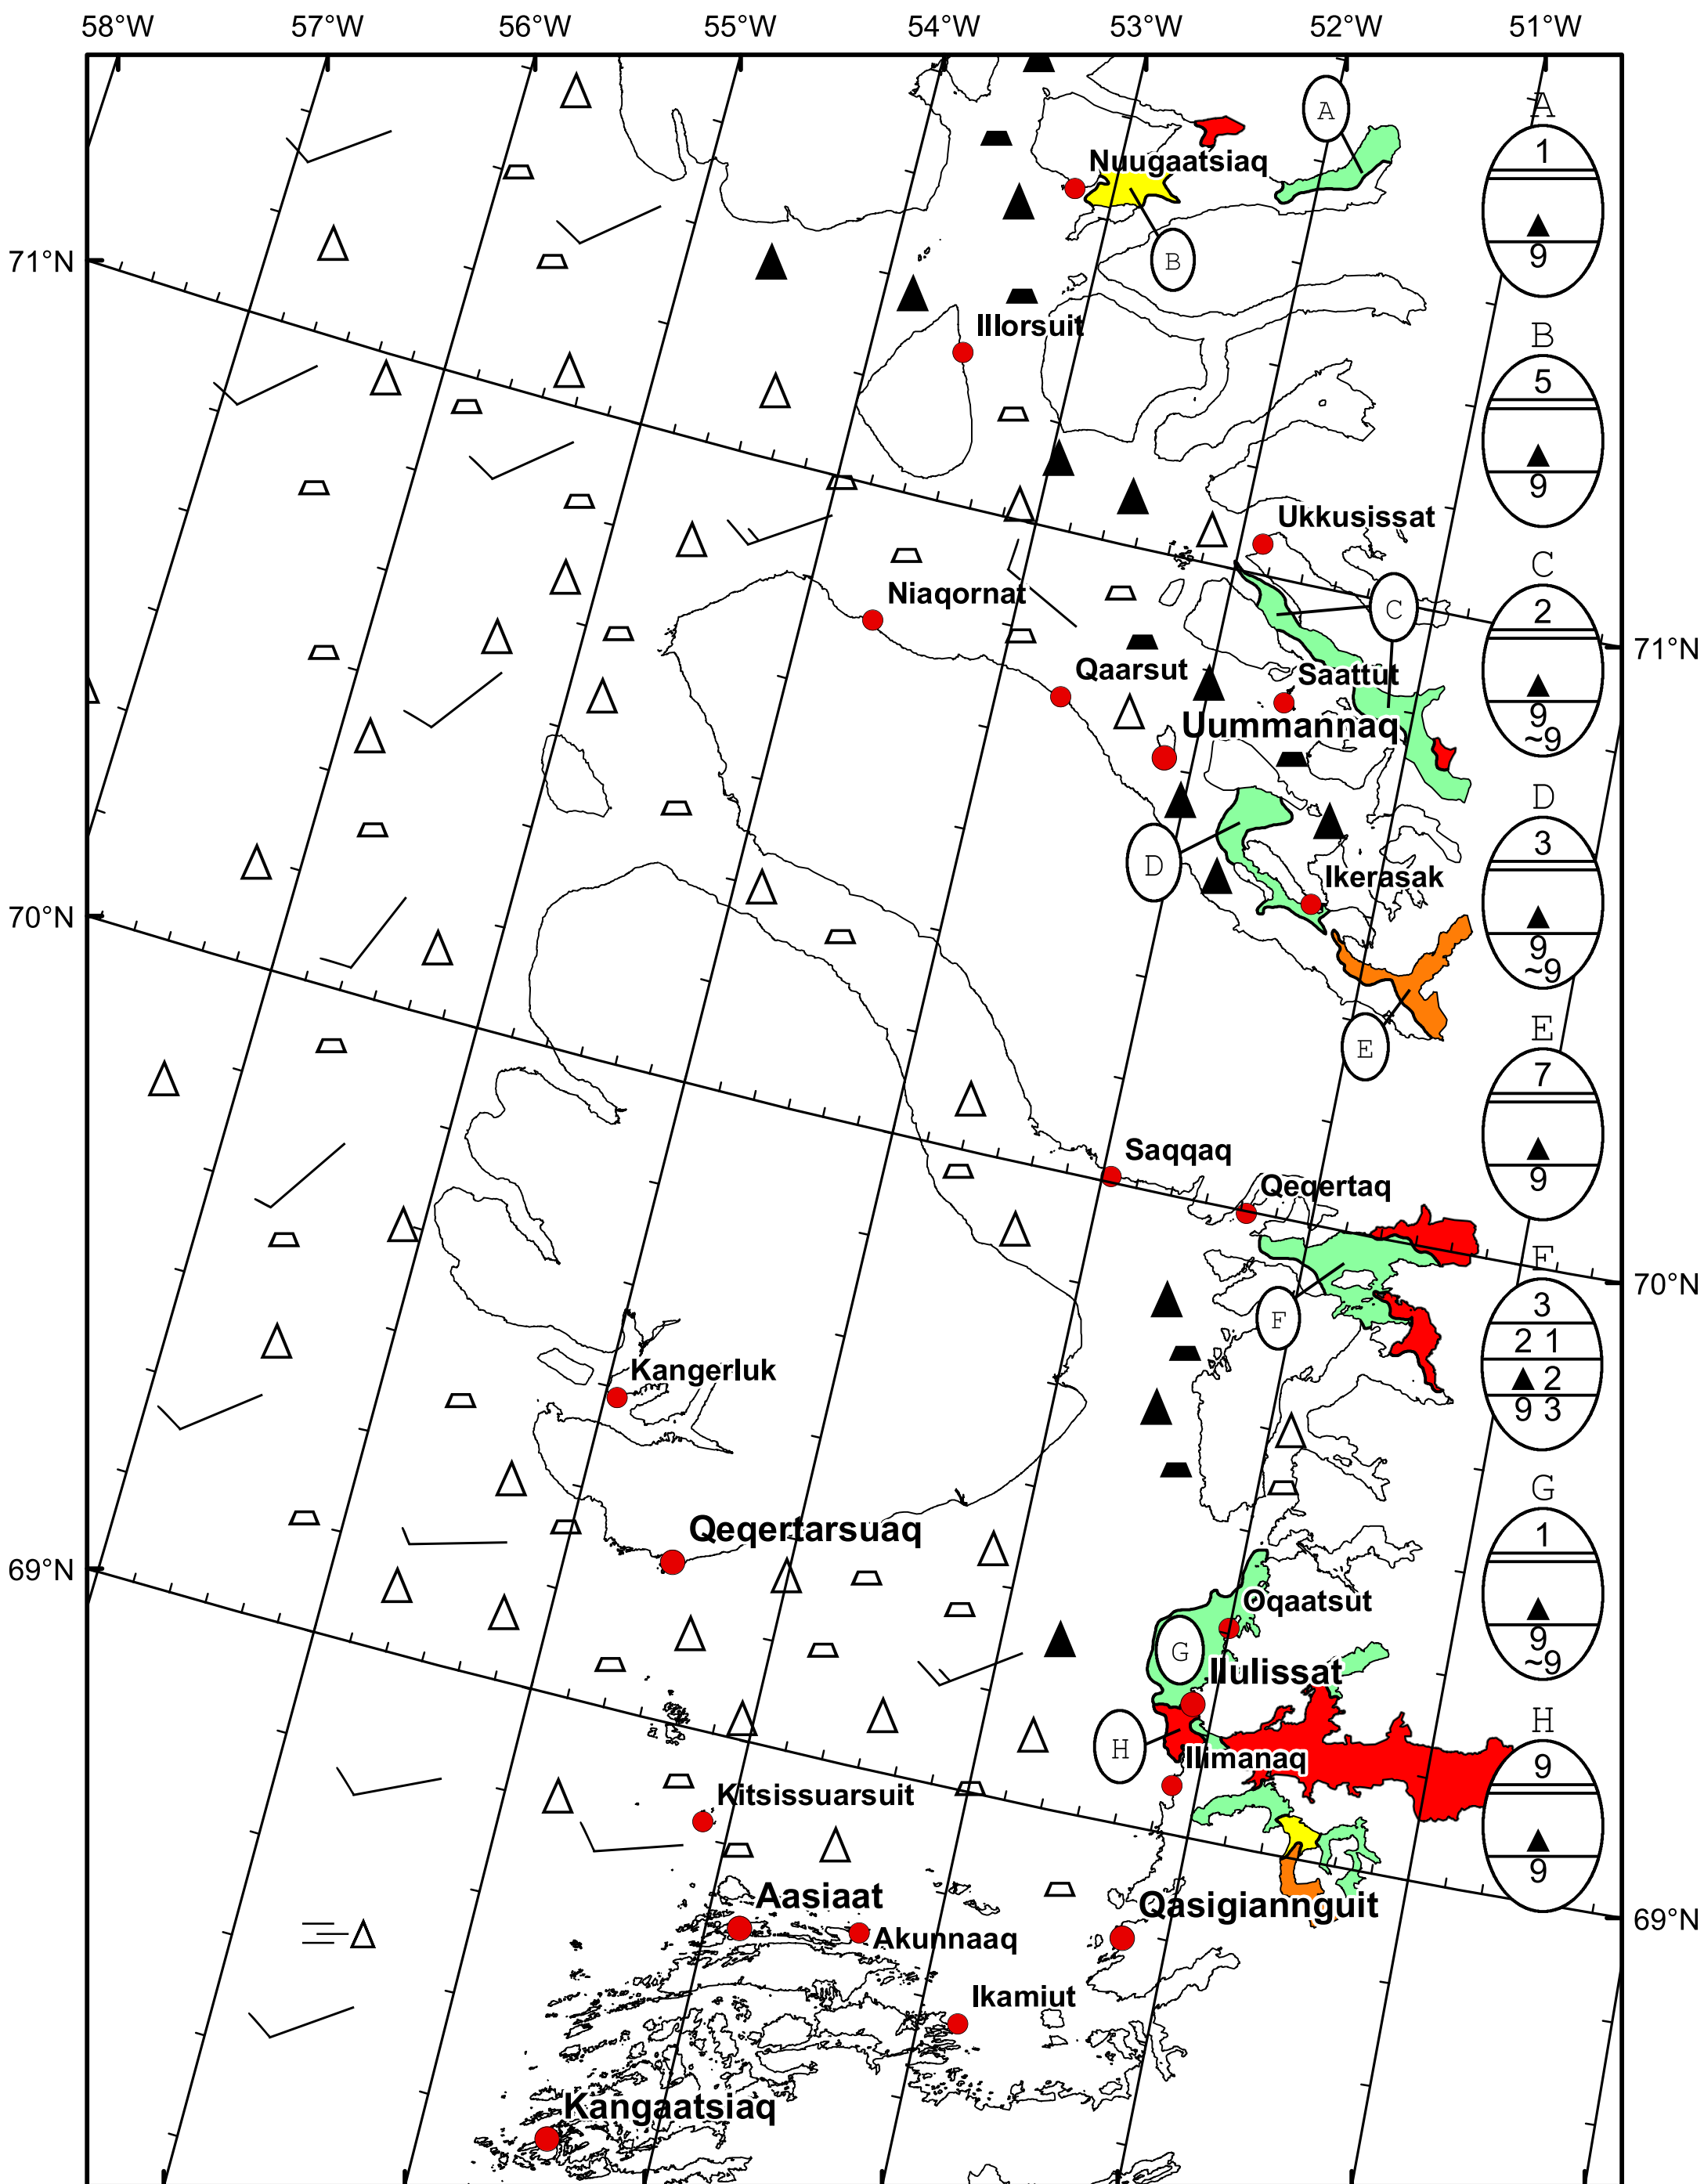 58°W 57°W 56°W 55°W 54°W 53°W 52°W 51°W
A
A
1
9
Nuugaatsiaq
71°N
B
Illorsuit
B
5
9
Ukkusissat
C
Niaqornat
C
2
9
~9
71°N
Qaarsut
Saattut
Uummannaq
D
D
3
9
~9
Ikerasak
70°N
E
E
7
9
Saqqaq
Qeqertaq
70°N
F
F
3
2 1
2
9 3
Kangerluk
G
1
9
~9
Qeqertarsuaq
69°N
Oqaatsut
G
Ilulissat
H
H
9
9
Ilimanaq
Kitsissuarsuit
Aasiaat
Qasigiannguit
69°N
Akunnaaq
Ikamiut
Kangaatsiaq